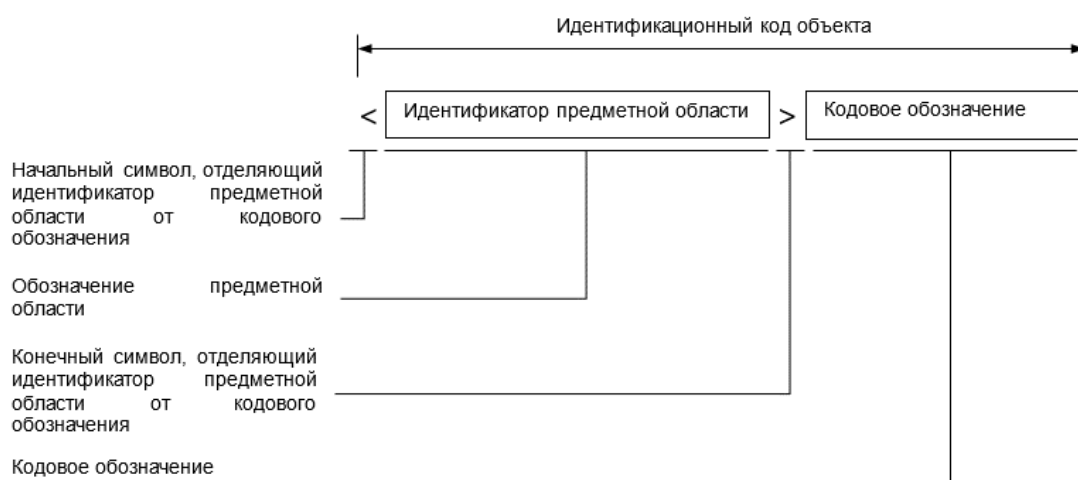 Идентификационный код объекта
< Идентификатор предметной области > Кодовое обозначение
Начальный символ, отделяющий
идентификатор предметной
области от кодового
обозначения
Обозначение предметной
области
Конечный символ, отделяющий
идентификатор предметной
области от кодового
обозначения
Кодовое обозначение